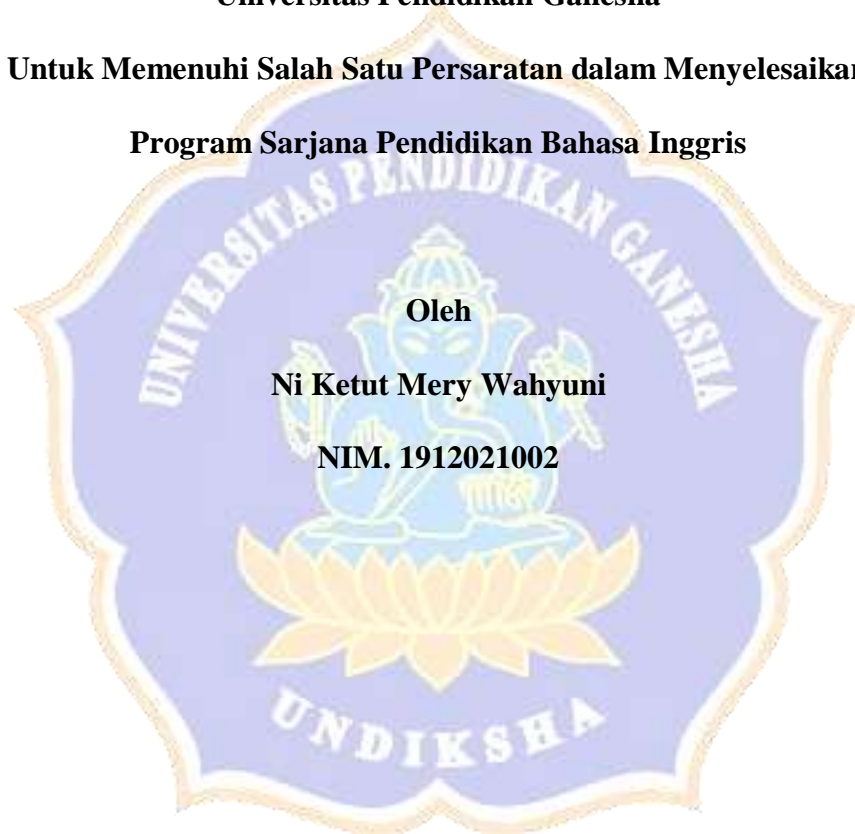 Universitas Pendidikan Ganesha
Untuk Memenuhi Salah Satu Persaratan dalam Menyelesaikan
Program Sarjana Pendidikan Bahasa Inggris
UNIVERSITAS PENDIDIKAN GANESHA
Oleh
Ni Ketut Mery Wahyuni
NIM. 1912021002
UNDIKSHA